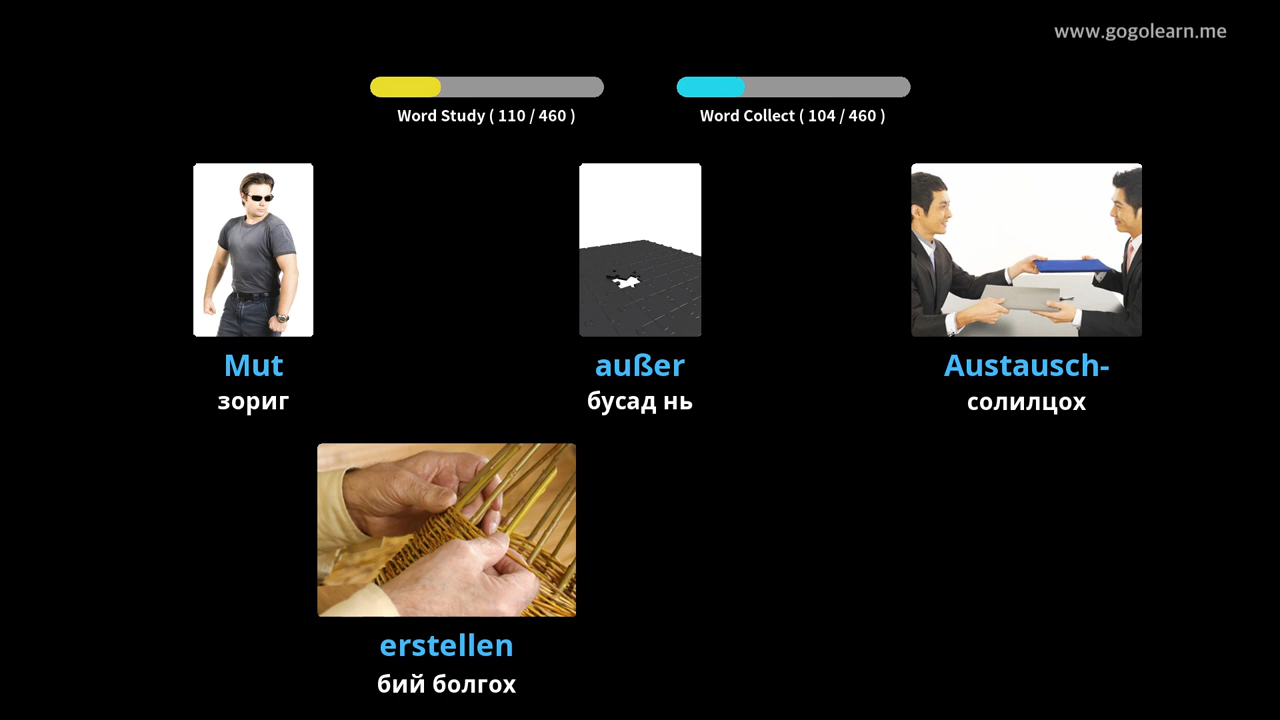 www.gogolearn.me
Word Study ( 110 / 460 )
Word Collect ( 104 / 460 )
Mut
зориг
außer
бусад нь
Austausch-
солилцох
erstellen
бий болгох